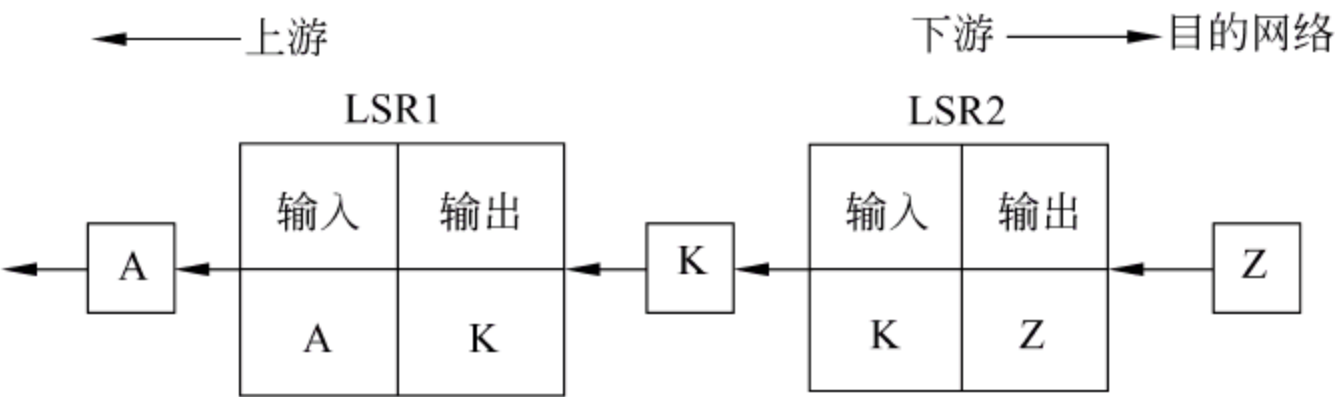 上游 下游 目的网络
LSR1 LSR2
输入 输出 输入 输出
A K Z
A K K Z